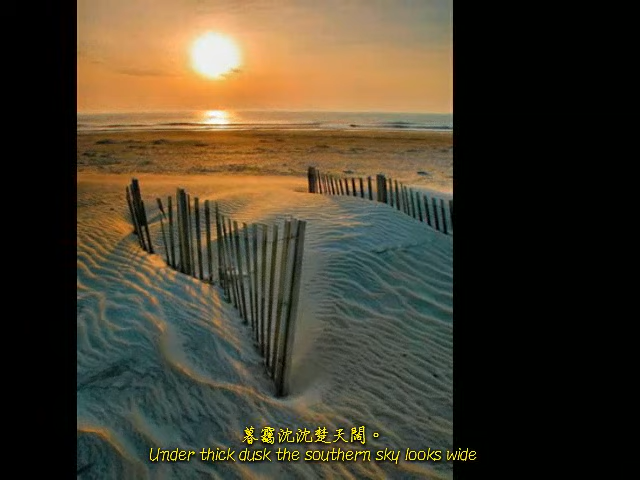 暮靄沈沈楚天闊。
Under thick dusk the southern sky looks wide